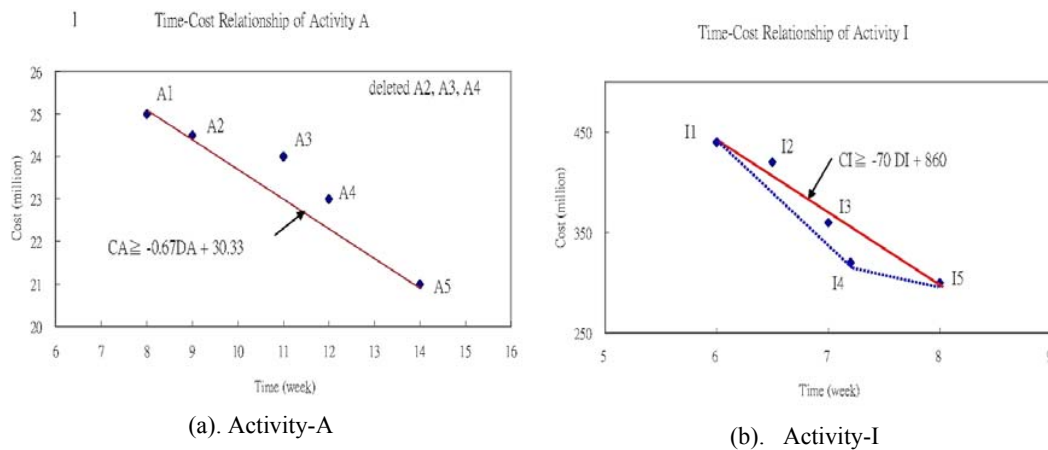 1 Time-Cost Relationship of Activity A
26
25
24
23
22
21
20
Cost (million)
deleted A2, A3, A4
A1
A2
A3
A4
A5
CA≧ -0.67DA + 30.33
6 7 8 9 10 11 12 13 14 15 16
Time (week)
(a). Activity-A
Time-Cost Relationship of Activity I
450
350
250
Cost (million)
I1
I2
CI≧ -70 DI + 860
I3
I4
I5
5 6 7 8 9
Time (week)
(b). Activity-I